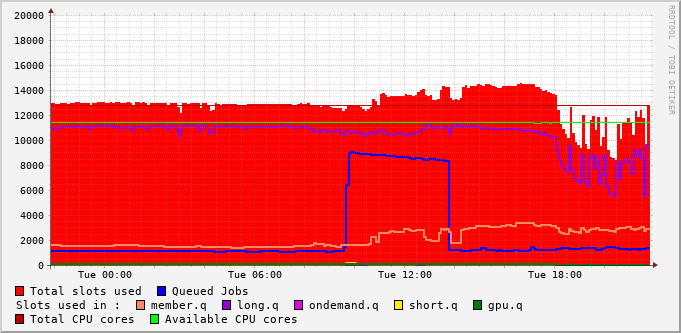 20000
18000
16000
14000
12000
10000
8000
6000
4000
2000
0
Tue 00:00 Tue 06:00 Tue 12:00 Tue 18:00
RRDTOOL / TOBI OETIKER
Total slots used Queued Jobs
Slots used in : member.q long.q ondemand.q short.q gpu.q
Total CPU cores Available CPU cores